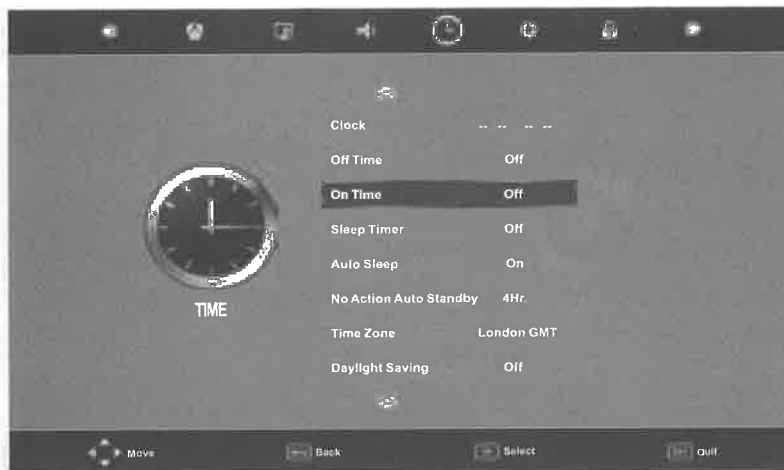 Clock -- -- -- --
Off Time Off
On Time Off
Sleep Timer Off
Auto Sleep On
No Action Auto Standby 4Hr.
Time Zone London GMT
Daylight Saving Off
TIME
Move Back Select Quit